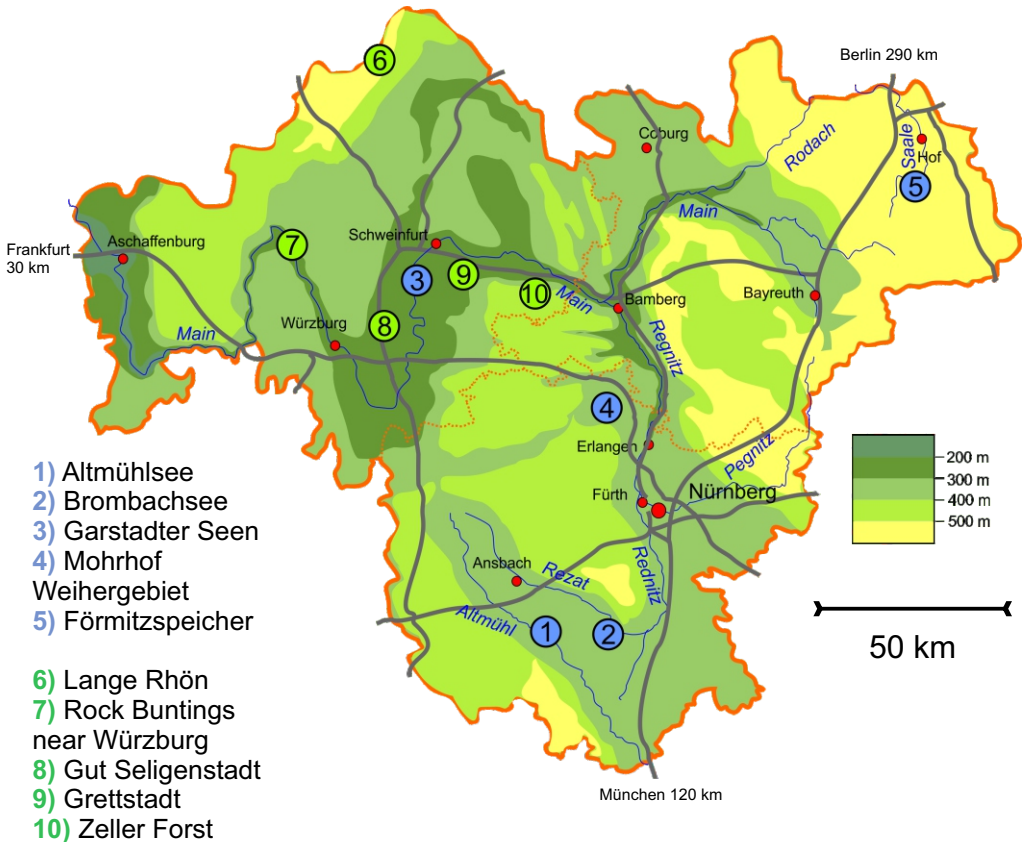 Berlin 290 km
6
Coburg
Rodach
Saale
Hof
5
Main
Frankfurt
30 km
Aschaffenburg
7
Schweinfurt
3
9
10
Main
Bamberg
Bayreuth
Main
Würzburg
8
Regnitz
4
Erlangen
Pegnitz
Fürth
Nürnberg
200 m
300 m
400 m
500 m
Ansbach
Rezat
Rednitz
Altmühl
1
2
50 km
München 120 km
1) Altmühlsee
2) Brombachsee
3) Garstadter Seen
4) Mohrhof
Weihergebiet
5) Förmitzspeicher
6) Lange Rhön
7) Rock Buntings
near Würzburg
8) Gut Seligenstadt
9) Grettstadt
10) Zeller Forst